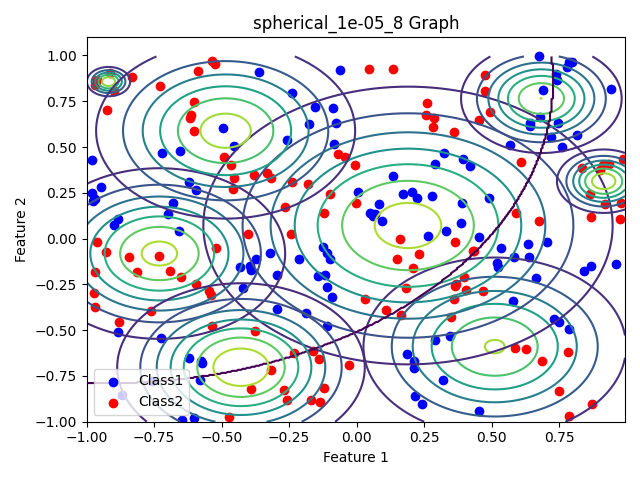 spherical_1e-05_8 Graph
1.00
0.75
0.50
0.25
0.00
−0.25
−0.50
−0.75
−1.00
Feature 2
Class1
Class2
−1.00 −0.75 −0.50 −0.25 0.00 0.25 0.50 0.75
Feature 1